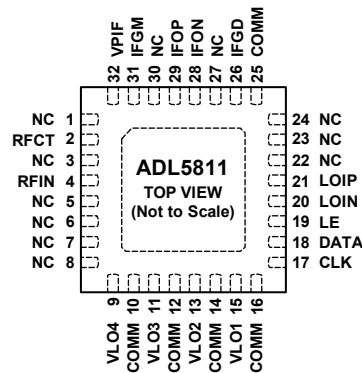 32 VPIF
31 IFGM
30 NC
29 IFOP
28 IFON
27 NC
26 IFGD
25 COMM
NC 1
RFCT 2
NC 3
RFIN 4
NC 5
NC 6
NC 7
NC 8
ADL5811
TOP VIEW
(Not to Scale)
24 NC
23 NC
22 NC
21 LOIP
20 LOIN
19 LE
18 DATA
17 CLK
VLO4 9
COMM 10
VLO3 11
COMM 12
VLO2 13
COMM 14
VLO1 15
COMM 16